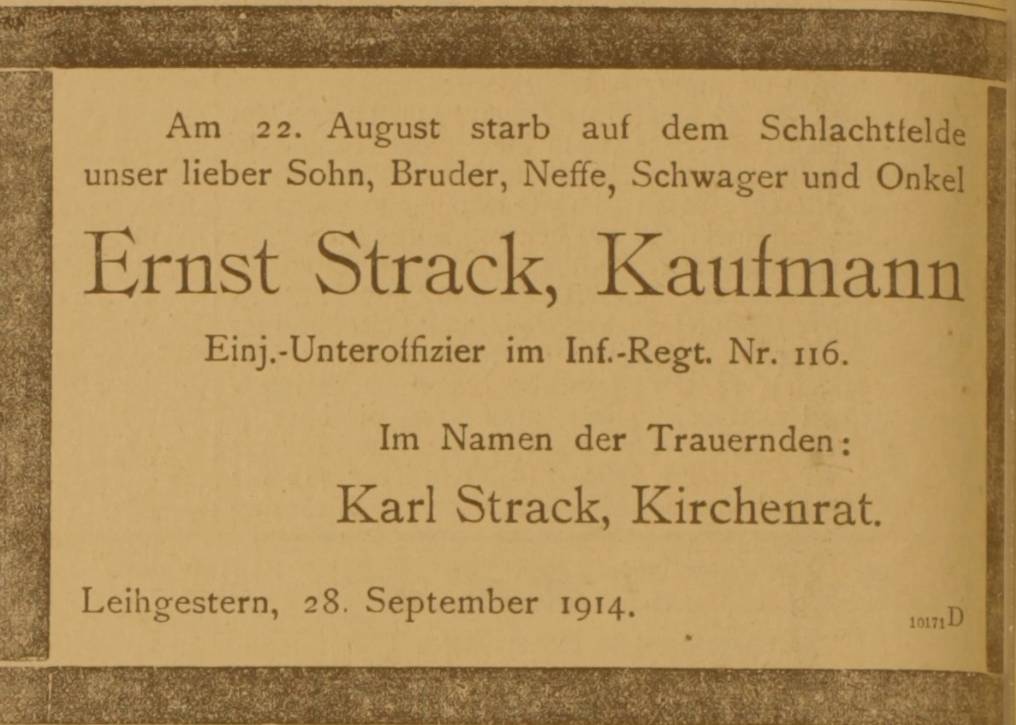 Am 22. August starb auf dem Schlachtfelde
unser lieber Sohn, Bruder, Neffe, Schwager und Onkel
Ernst Strack, Kaufmann
Einj.-Unteroffizier im Inf.-Regt. Nr. 116.
Im Namen der Trauernden:
Karl Strack, Kirchenrat.
Leihgestern, 28. September 1914.
10171D